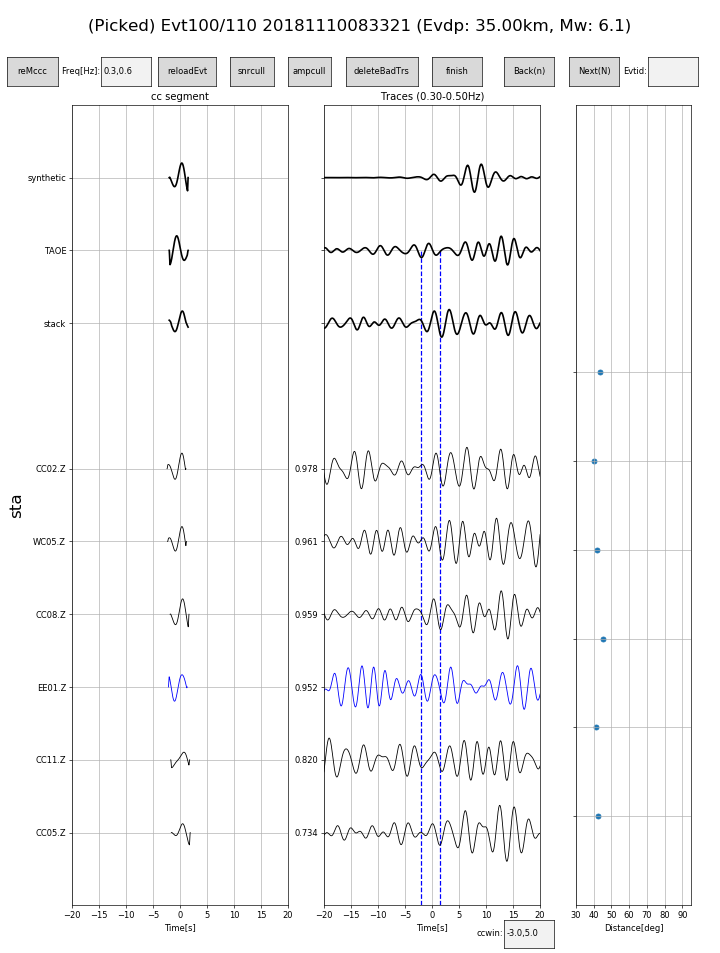 (Picked) Evt100/110 20181110083321 (Evdp: 35.00km, Mw: 6.1)
reMccc Freq[Hz]: 0.3,0.6 reloadEvt snrcull ampcull deleteBadTrs finish Back(n) Next(N) Evtid:
cc segment Traces (0.30-0.50Hz)
synthetic
TAOE
stack
CC02.Z 0.978
WC05.Z 0.961
sta
CC08.Z 0.959
EE01.Z 0.952
CC11.Z 0.820
CC05.Z 0.734
−20 −15 −10 −5 0 5 10 15 20 −20 −15 −10 −5 0 5 10 15 20 30 40 50 60 70 80 90
Time[s] Time[s] Distance[deg]
ccwin: -3.0,5.0